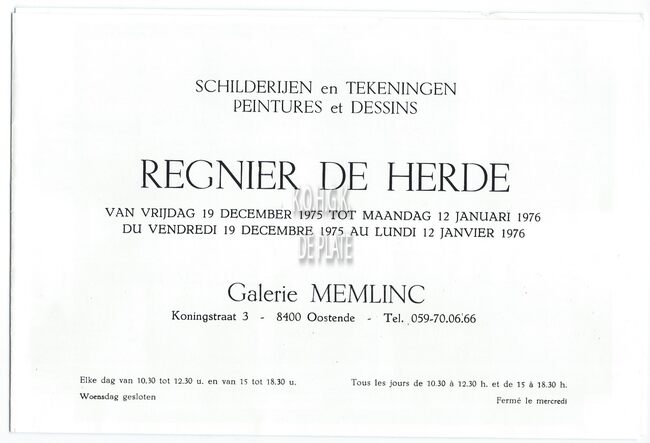 SCHILDERIJEN en TEKENINGEN
PEINTURES et DESSINS
REGNIER DE HERDE
VAN VRIJDAG 19 DECEMBER 1975 TOT MAANDAG 12 JANUARI 1976
DU VENDREDI 19 DECEMBRE 1975 AU LUNDI 12 JANVIER 1976
KOHGK
DE PLATE
Galerie MEMLINC
Koningstraat 3 - 8400 Oostende - Tel. 059-70.06.66
Elke dag van 10.30 tot 12.30 u. en van 15 tot 18.30 u.
Woensdag gesloten
Tous les jours de 10.30 à 12.30 h. et de 15 à 18.30 h.
Fermé le mercredi